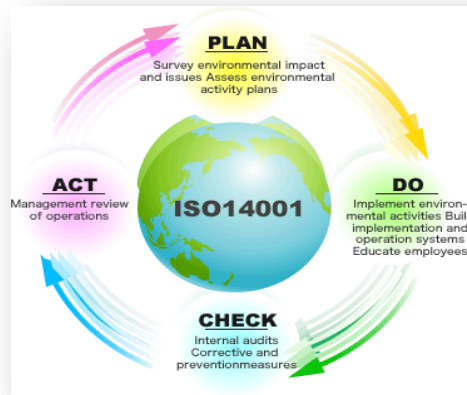 PLAN
Survey environmental impact
and issues Assess environmental
activity plans
ACT
Management review
of operations
ISO14001
DO
Implement environ-
mental activities Buil
implementation and
operation systems
Educate employees
CHECK
Internal audits
Corrective and
preventionmeasures